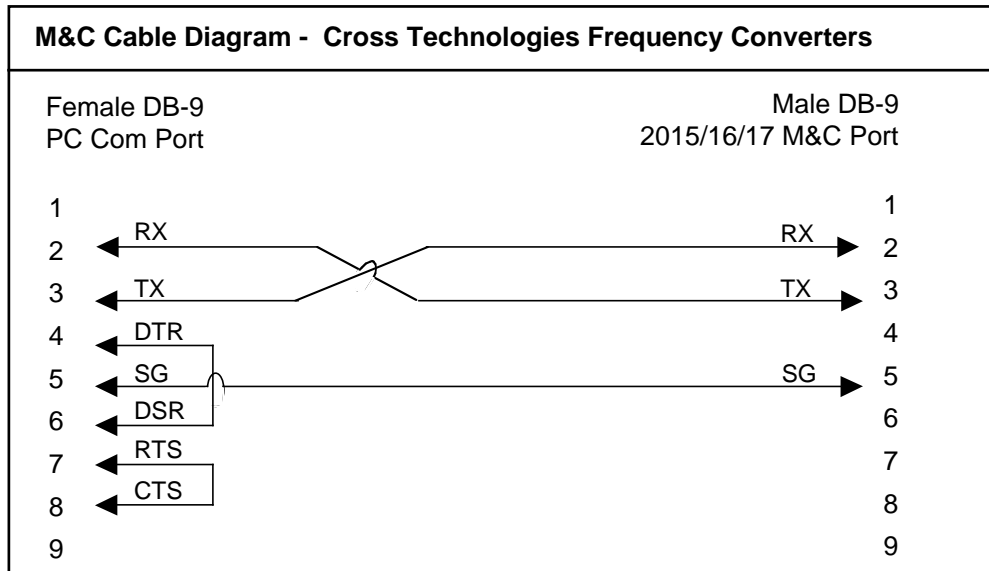 M&C Cable Diagram - Cross Technologies Frequency Converters
Female DB-9
PC Com Port
Male DB-9
2015/16/17 M&C Port
1 1
2 RX RX 2
3 TX TX 3
4 DTR 4
5 SG SG 5
6 DSR 6
7 RTS 7
8 CTS 8
9 9